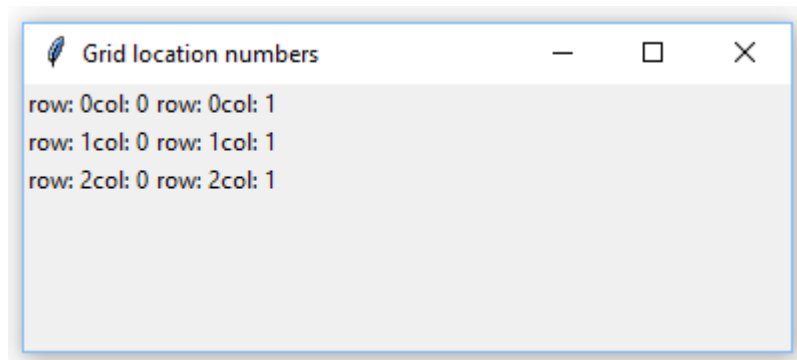 Grid location numbers
row: 0col: 0 row: 0col: 1
row: 1col: 0 row: 1col: 1
row: 2col: 0 row: 2col: 1